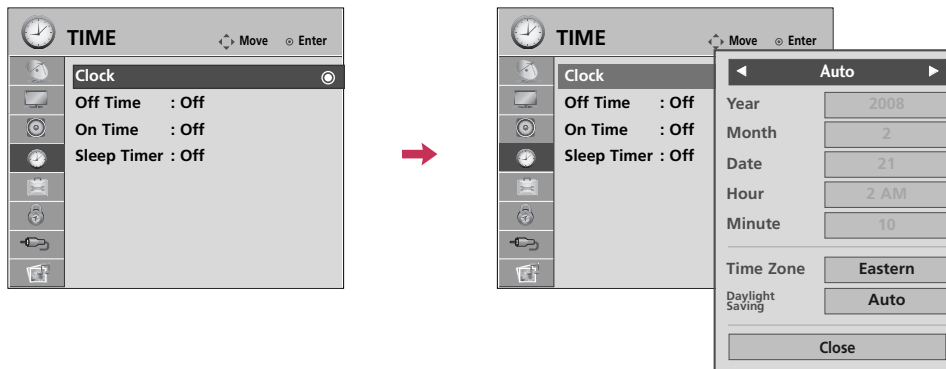 TIME
Move Enter
Clock
Off Time : Off
On Time : Off
Sleep Timer : Off
TIME
Move Enter
Clock
Off Time : Off
On Time : Off
Sleep Timer : Off
Auto
Year 2008
Month 2
Date 21
Hour 2 AM
Minute 10
Time Zone Eastern
Daylight
Saving Auto
Close